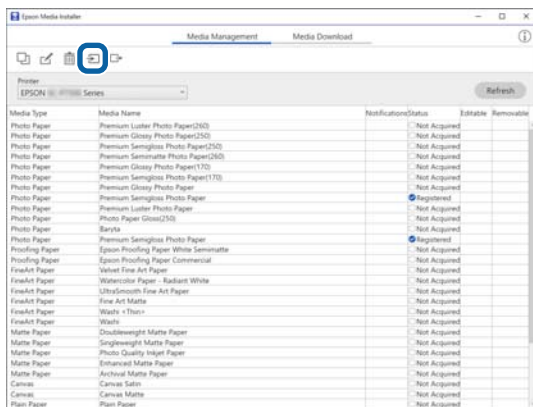 Epson Media Installer
Media Management Media Download
Printer
EPSON Series
Refresh
Media Type Media Name Notifications Status Editable Removable
Photo Paper Premium Luster Photo Paper(260) Not Acquired
Photo Paper Premium Glossy Photo Paper(250) Not Acquired
Photo Paper Premium Semigloss Photo Paper(250) Not Acquired
Photo Paper Premium Semimatte Photo Paper(260) Not Acquired
Photo Paper Premium Glossy Photo Paper(170) Not Acquired
Photo Paper Premium Semigloss Photo Paper(170) Not Acquired
Photo Paper Premium Glossy Photo Paper Not Acquired
Photo Paper Premium Semigloss Photo Paper Registered
Photo Paper Premium Luster Photo Paper Not Acquired
Photo Paper Photo Paper Gloss(250) Not Acquired
Photo Paper Baryta Not Acquired
Photo Paper Premium Semigloss Photo Paper Registered
Proofing Paper Epson Proofing Paper White Semimatte Not Acquired
Proofing Paper Epson Proofing Paper Commercial Not Acquired
FineArt Paper Velvet Fine Art Paper Not Acquired
FineArt Paper Watercolor Paper - Radiant White Not Acquired
FineArt Paper UltraSmooth Fine Art Paper Not Acquired
FineArt Paper Fine Art Matte Not Acquired
FineArt Paper Washi <Thin> Not Acquired
FineArt Paper Washi Not Acquired
Matte Paper Doubleweight Matte Paper Not Acquired
Matte Paper Singleweight Matte Paper Not Acquired
Matte Paper Photo Quality Inkjet Paper Not Acquired
Matte Paper Enhanced Matte Paper Not Acquired
Matte Paper Archival Matte Paper Not Acquired
Canvas Canvas Satin Not Acquired
Canvas Canvas Matte Not Acquired
Plain Paper Plain Paper Not Acquired